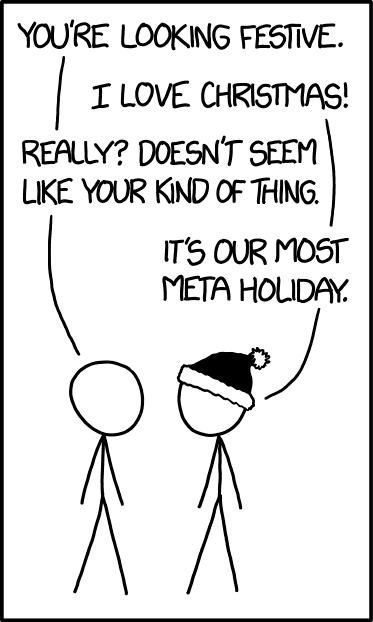 YOU'RE LOOKING FESTIVE.
I LOVE CHRISTMAS!
REALLY? DOESN'T SEEM
LIKE YOUR KIND OF THING.
IT'S OUR MOST
META HOLIDAY.